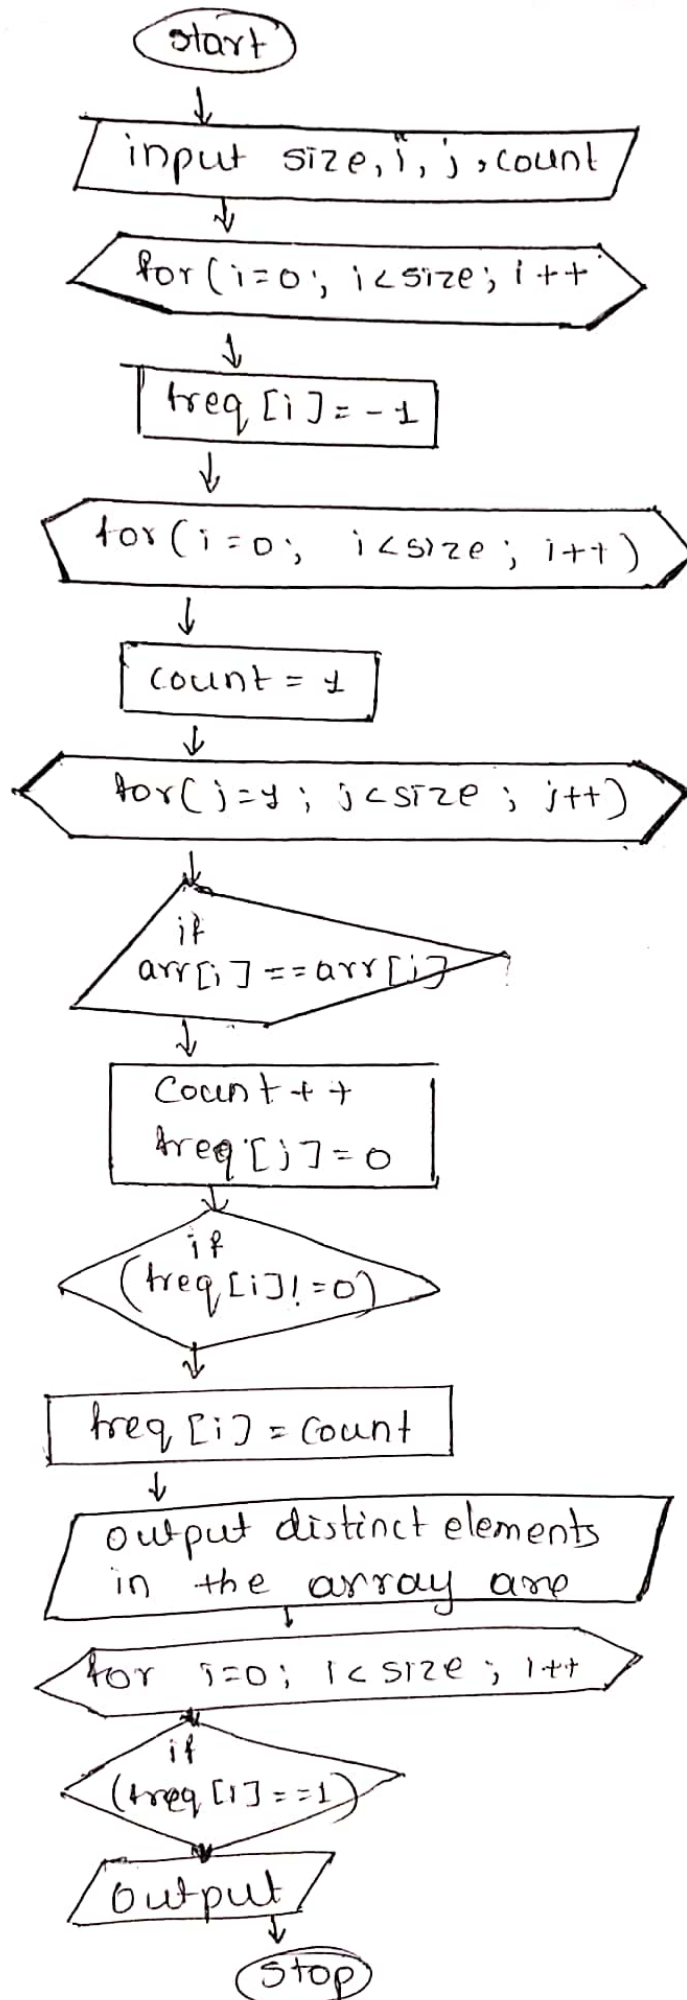 start
input size, i, j, count
for(i=0; i<size; i++
freq[i]=-1
for(i=0; i<size; i++)
count = 1
for(j=1; j<size; j++)
if
arr[i]==arr[j]
Count++
freq[j]=0
if
(freq[i]!=0)
freq[i]=count
output distinct elements
in the array are
for i=0; i<size; i++
if
(freq[i]==1)
output
stop